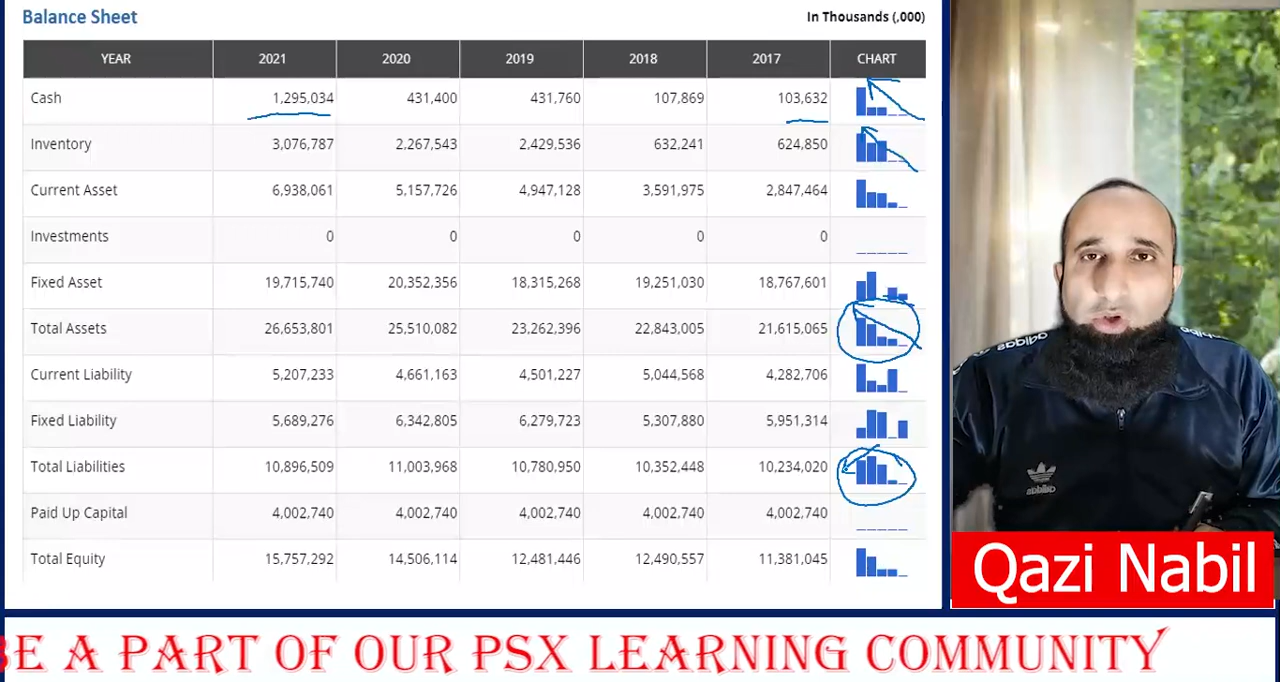 Balance Sheet In Thousands (,000)
YEAR 2021 2020 2019 2018 2017 CHART
Cash 1,295,034 431,400 431,760 107,869 103,632
Inventory 3,076,787 2,267,543 2,429,536 632,241 624,850
Current Asset 6,938,061 5,157,726 4,947,128 3,591,975 2,847,464
Investments 0 0 0 0 0
Fixed Asset 19,715,740 20,352,356 18,315,268 19,251,030 18,767,601
Total Assets 26,653,801 25,510,082 23,262,396 22,843,005 21,615,065
Current Liability 5,207,233 4,661,163 4,501,227 5,044,568 4,282,706
Fixed Liability 5,689,276 6,342,805 6,279,723 5,307,880 5,951,314
Total Liabilities 10,896,509 11,003,968 10,780,950 10,352,448 10,234,020
Paid Up Capital 4,002,740 4,002,740 4,002,740 4,002,740 4,002,740
Total Equity 15,757,292 14,506,114 12,481,446 12,490,557 11,381,045
adidas
adidas
Qazi Nabil
BE A PART OF OUR PSX LEARNING COMMUNITY